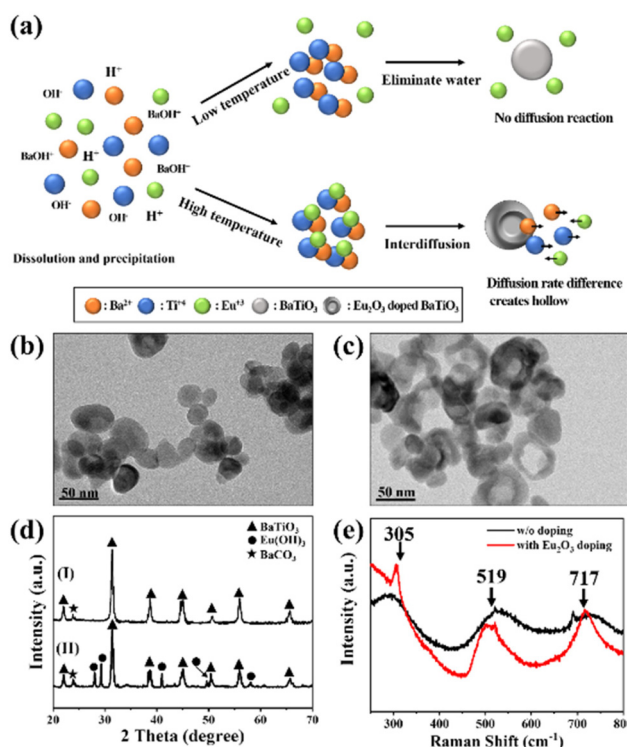 (a)
H⁺
OH⁻
BaOH⁺
BaOH⁺
H⁺
BaOH⁺
OH⁻
OH⁻
H⁺
Dissolution and precipitation
Low temperature
Eliminate water
No diffusion reaction
High temperature
Interdiffusion
Diffusion rate difference
creates hollow
: Ba²⁺ : Ti⁺⁴ : Eu⁺³ : BaTiO₃ : Eu₂O₃ doped BaTiO₃
(b)
50 nm
(c)
50 nm
(d)
BaTiO₃
Eu(OH)₃
BaCO₃
(I)
(II)
Intensity (a.u.)
20 30 40 50 60 70
2 Theta (degree)
(e)
w/o doping
with Eu₂O₃ doping
305
519
717
Intensity (a.u.)
300 400 500 600 700 800
Raman Shift (cm⁻¹)